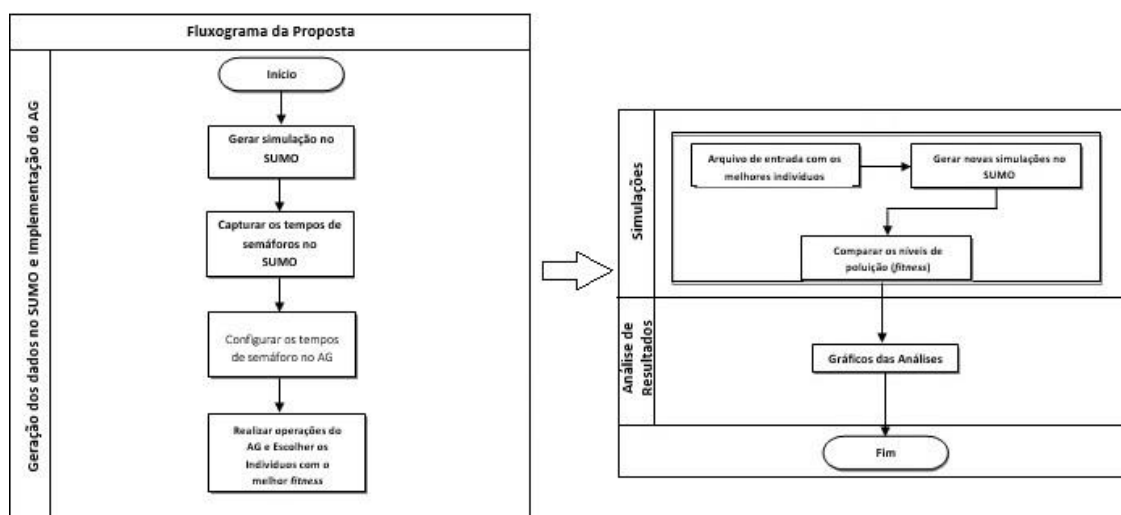 Fluxograma da Proposta
Geração dos dados no SUMO e Implementação do AG
Início
Gerar simulação no
SUMO
Capturar os tempos de
semáforos no
SUMO
Configurar os tempos
de semáforo no AG
Realizar operações do
AG e Escolher os
Indivíduos com o
melhor fitness
Simulações
Arquivo de entrada com os
melhores indivíduos
Gerar novas simulações no
SUMO
Comparar os níveis de
poluição (fitness)
Análise de
Resultados
Gráficos das Análises
Fim